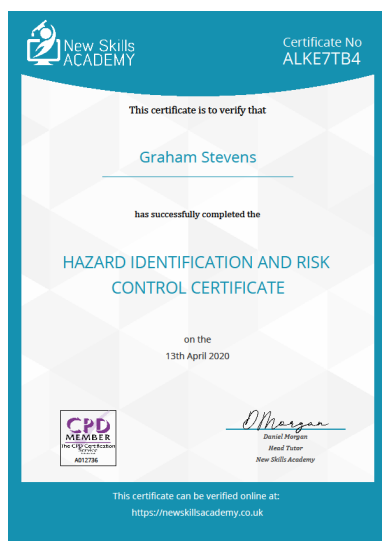 New Skills
ACADEMY
Certificate No
ALKE7TB4
This certificate is to verify that
Graham Stevens
has successfully completed the
HAZARD IDENTIFICATION AND RISK
CONTROL CERTIFICATE
on the
13th April 2020
CPD
MEMBER
The CPD Certification
Service
A012736
DMorgan
Daniel Morgan
Head Tutor
New Skills Academy
This certificate can be verified online at:
https://newskillsacademy.co.uk